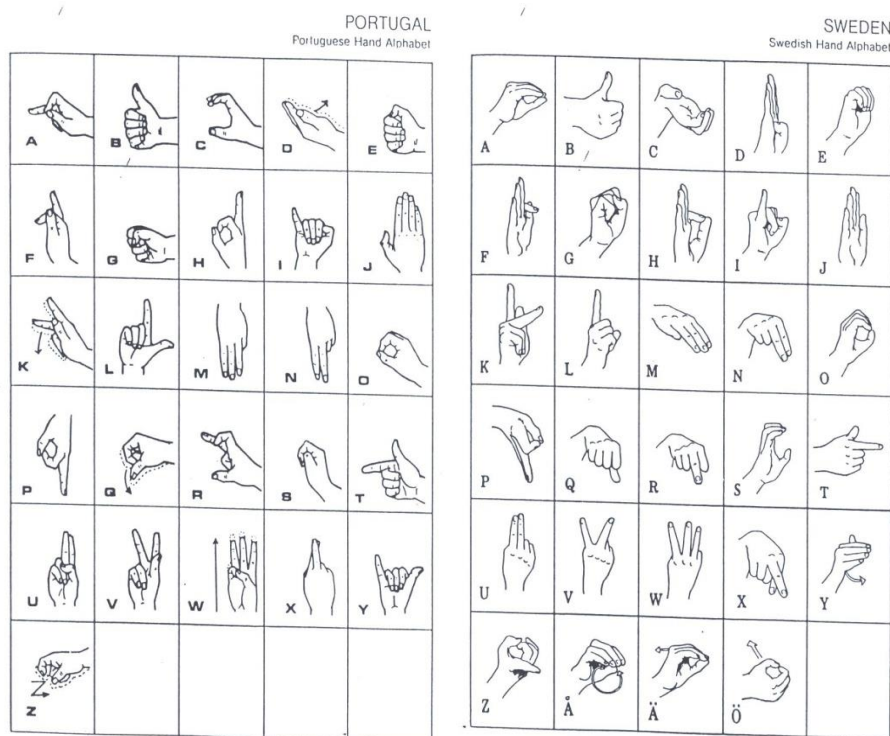 PORTUGAL
Portuguese Hand Alphabet
A B C D E
F G H I J
K L M N O
P Q R S T
U V W X Y
Z
SWEDEN
Swedish Hand Alphabet
A B C D E
F G H I J
K L M N O
P Q R S T
U V W X Y
Z Å Ä Ö